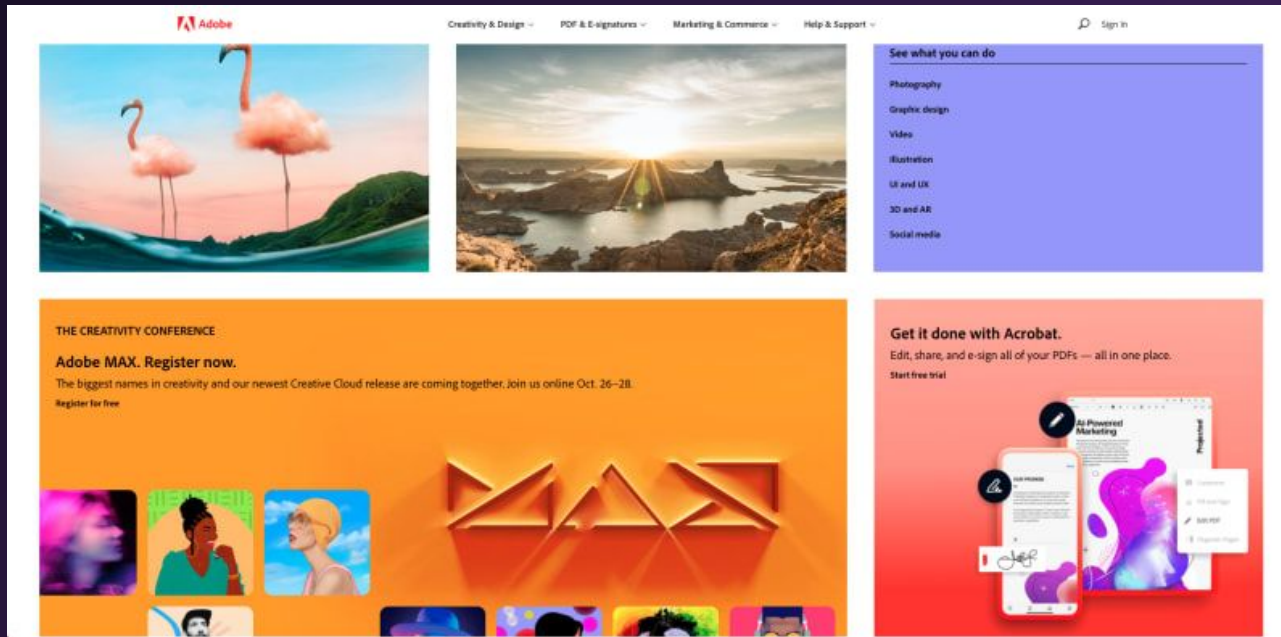 Adobe
Creativity & Design
PDF & E-signatures
Marketing & Commerce
Help & Support
Sign In
See what you can do
Photography
Graphic design
Video
Illustration
UI and UX
3D and AR
Social media
THE CREATIVITY CONFERENCE
Adobe MAX. Register now.
The biggest names in creativity and our newest Creative Cloud release are coming together. Join us online Oct. 26–28.
Register for free
MAX
Get it done with Acrobat.
Edit, share, and e-sign all of your PDFs — all in one place.
Start free trial
AI-Powered
Marketing
Projected
Edit PDF